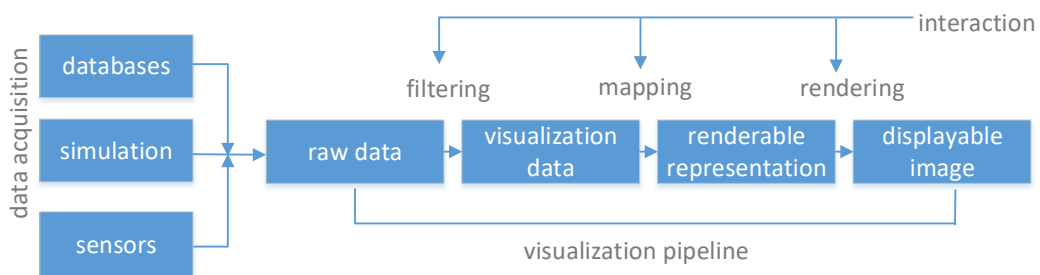 interaction
data acquisition
databases
simulation
sensors
filtering
mapping
rendering
raw data
visualization
data
renderable
representation
displayable
image
visualization pipeline